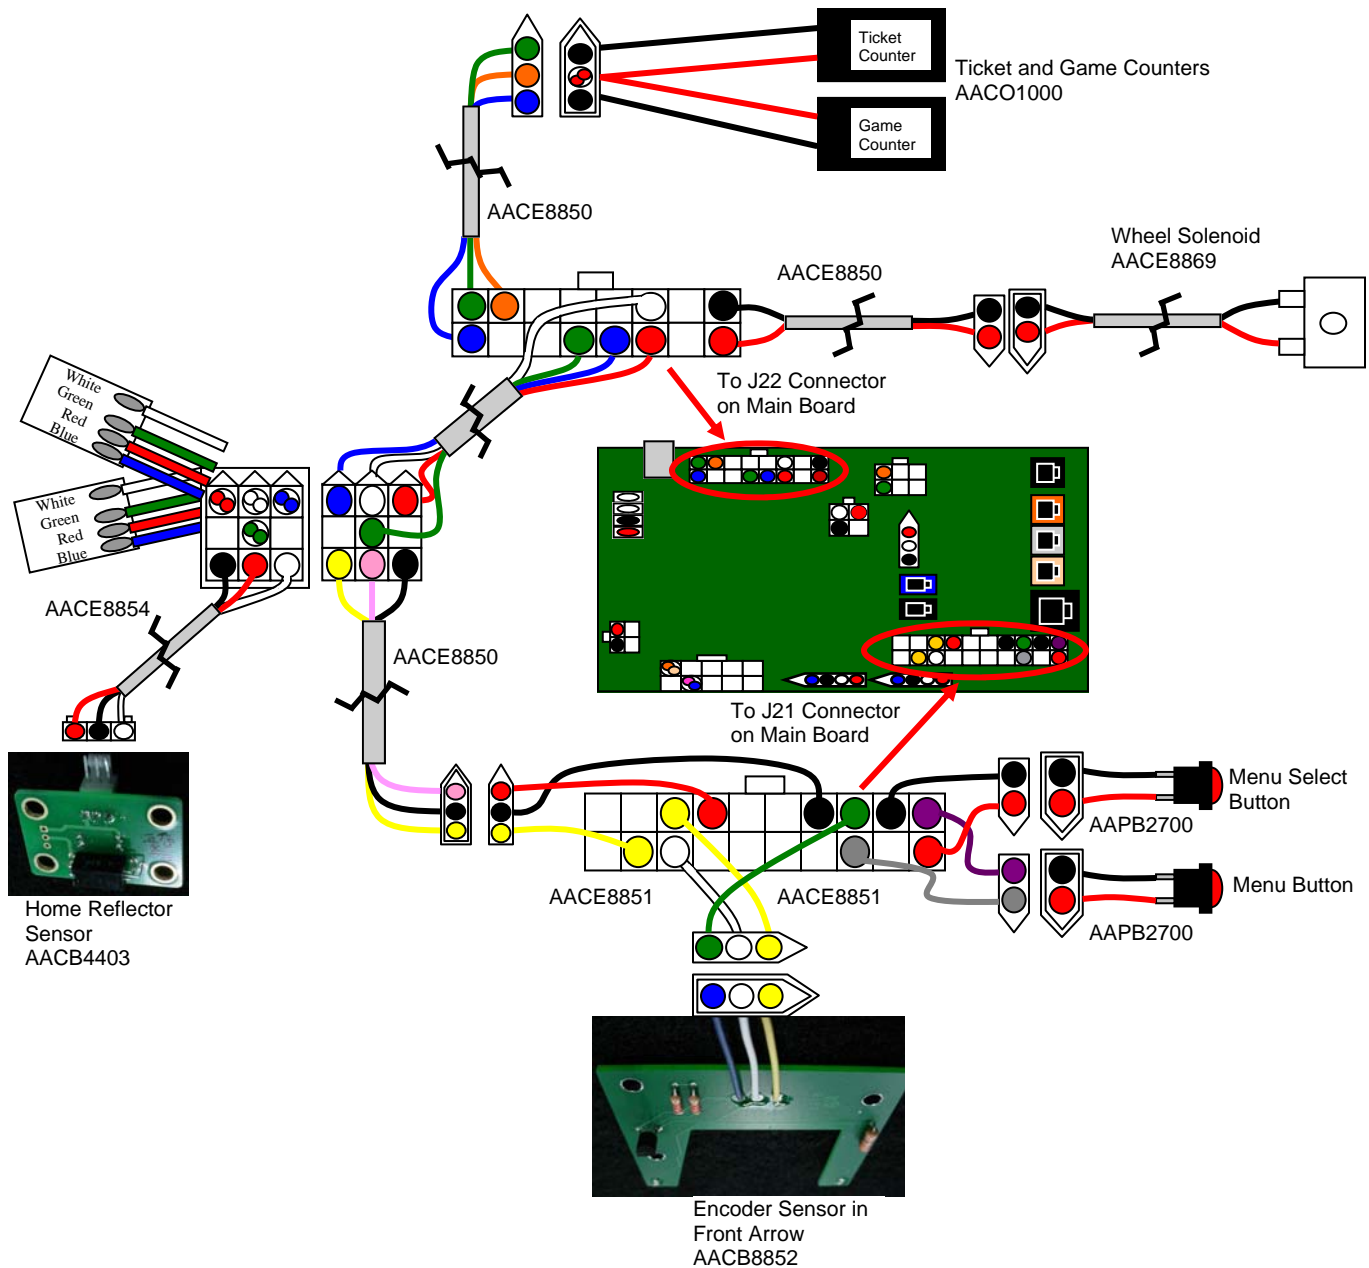 Ticket
Counter
Ticket and Game Counters
AACO1000
Game
Counter
AACE8850
Wheel Solenoid
AACE8869
AACE8850
To J22 Connector
on Main Board
White
Green
Red
Blue
White
Green
Red
Blue
AACE8854
AACE8850
To J21 Connector
on Main Board
Menu Select
Button
AAPB2700
AACE8851
AACE8851
Menu Button
AAPB2700
Home Reflector
Sensor
AACB4403
Encoder Sensor in
Front Arrow
AACB8852